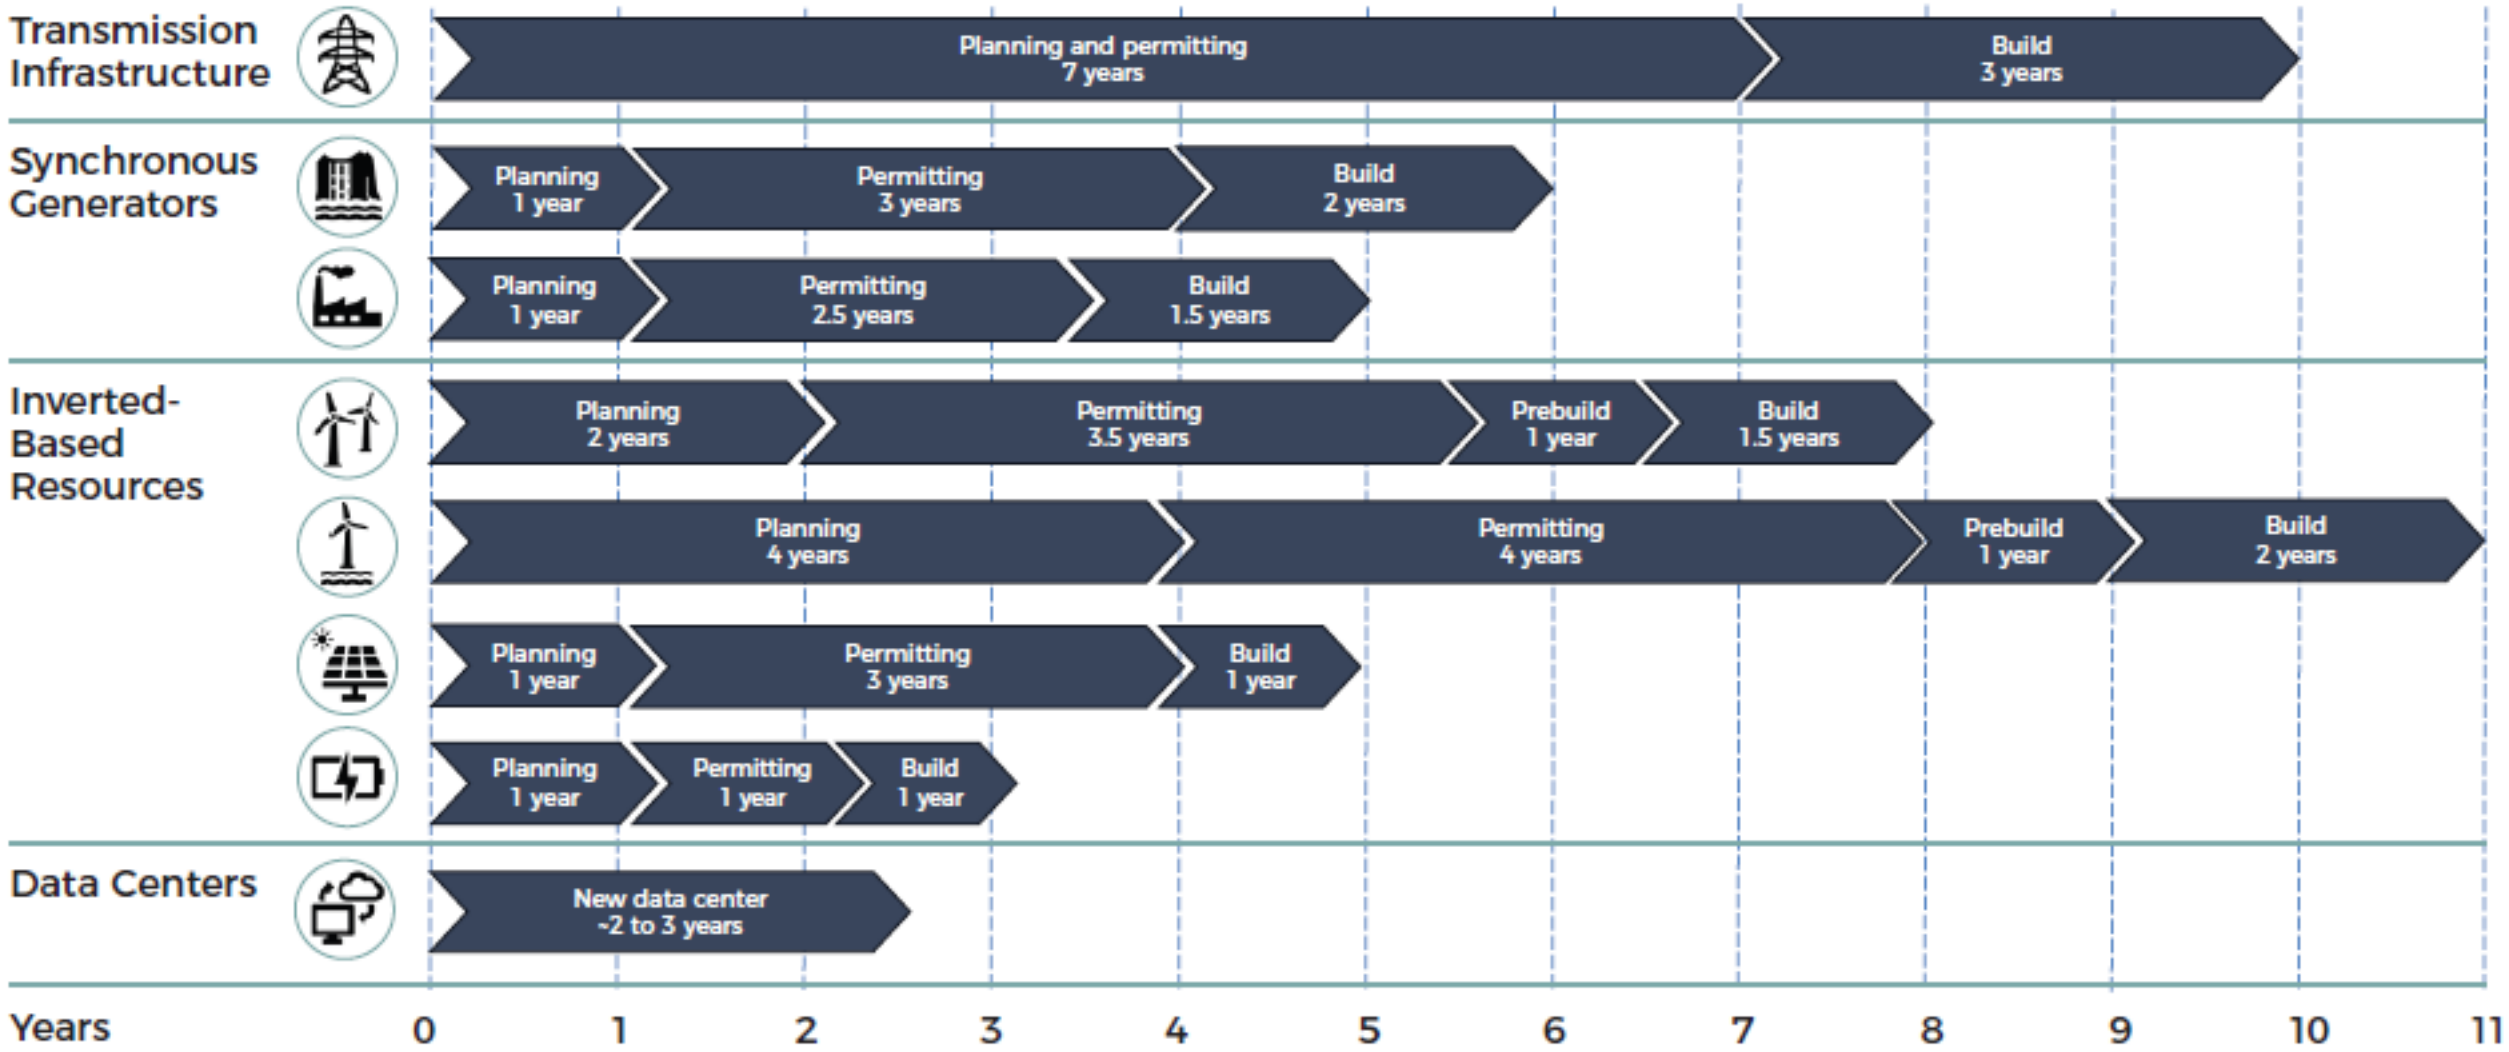 Transmission
Infrastructure
Planning and permitting
7 years
Build
3 years
Synchronous
Generators
Planning
1 year
Permitting
3 years
Build
2 years
Planning
1 year
Permitting
2.5 years
Build
1.5 years
Inverted-
Based
Resources
Planning
2 years
Permitting
3.5 years
Prebuild
1 year
Build
1.5 years
Planning
4 years
Permitting
4 years
Prebuild
1 year
Build
2 years
Planning
1 year
Permitting
3 years
Build
1 year
Planning
1 year
Permitting
1 year
Build
1 year
Data Centers
New data center
~2 to 3 years
Years 0 1 2 3 4 5 6 7 8 9 10 11